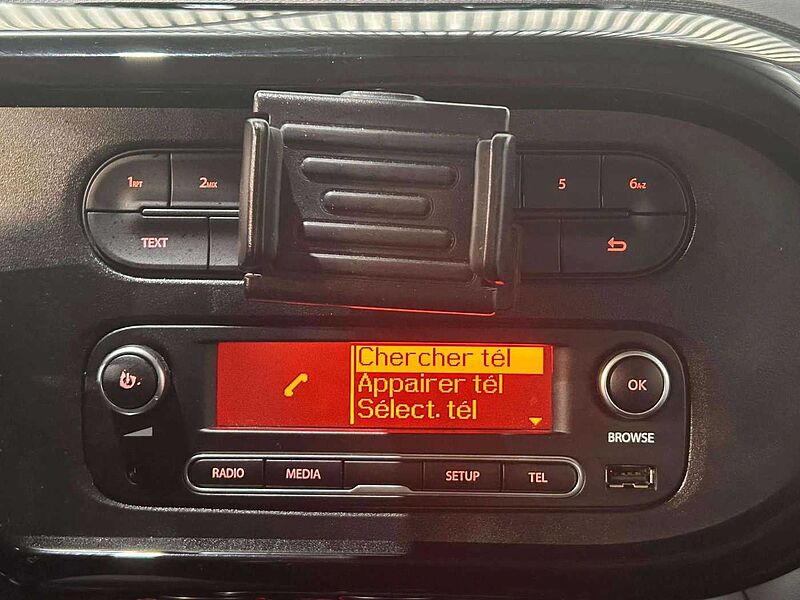 1RPT 2MIX 5 6A-Z
TEXT
Chercher tél
Appairer tél
Sélect. tél
OK
BROWSE
RADIO MEDIA SETUP TEL